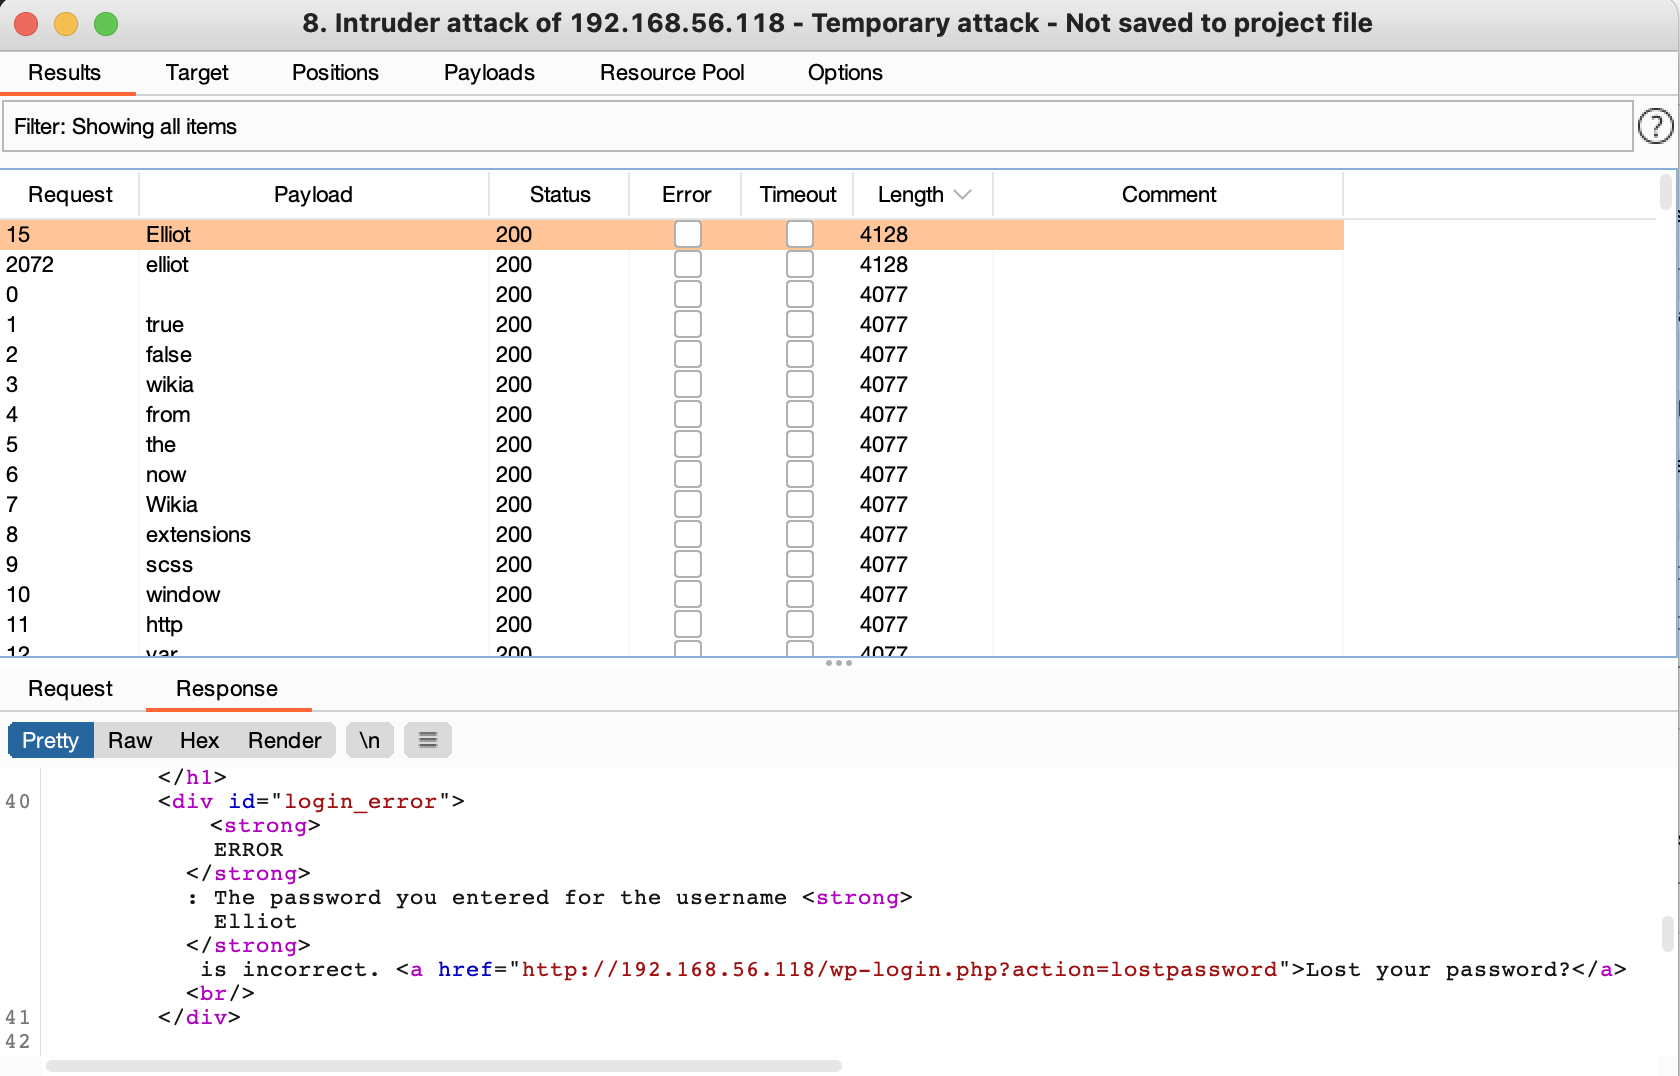 8. Intruder attack of 192.168.56.118 - Temporary attack - Not saved to project file
Results Target Positions Payloads Resource Pool Options
Filter: Showing all items
?
Request Payload Status Error Timeout Length Comment
15 Elliot 200 4128
2072 elliot 200 4128
0 200 4077
1 true 200 4077
2 false 200 4077
3 wikia 200 4077
4 from 200 4077
5 the 200 4077
6 now 200 4077
7 Wikia 200 4077
8 extensions 200 4077
9 scss 200 4077
10 window 200 4077
11 http 200 4077
12 var 200 4077
Request Response
Pretty Raw Hex Render \n
</h1>
40 <div id="login_error">
<strong>
ERROR
</strong>
: The password you entered for the username <strong>
Elliot
</strong>
is incorrect. <a href="http://192.168.56.118/wp-login.php?action=lostpassword">Lost your password?</a>
<br/>
41 </div>
42